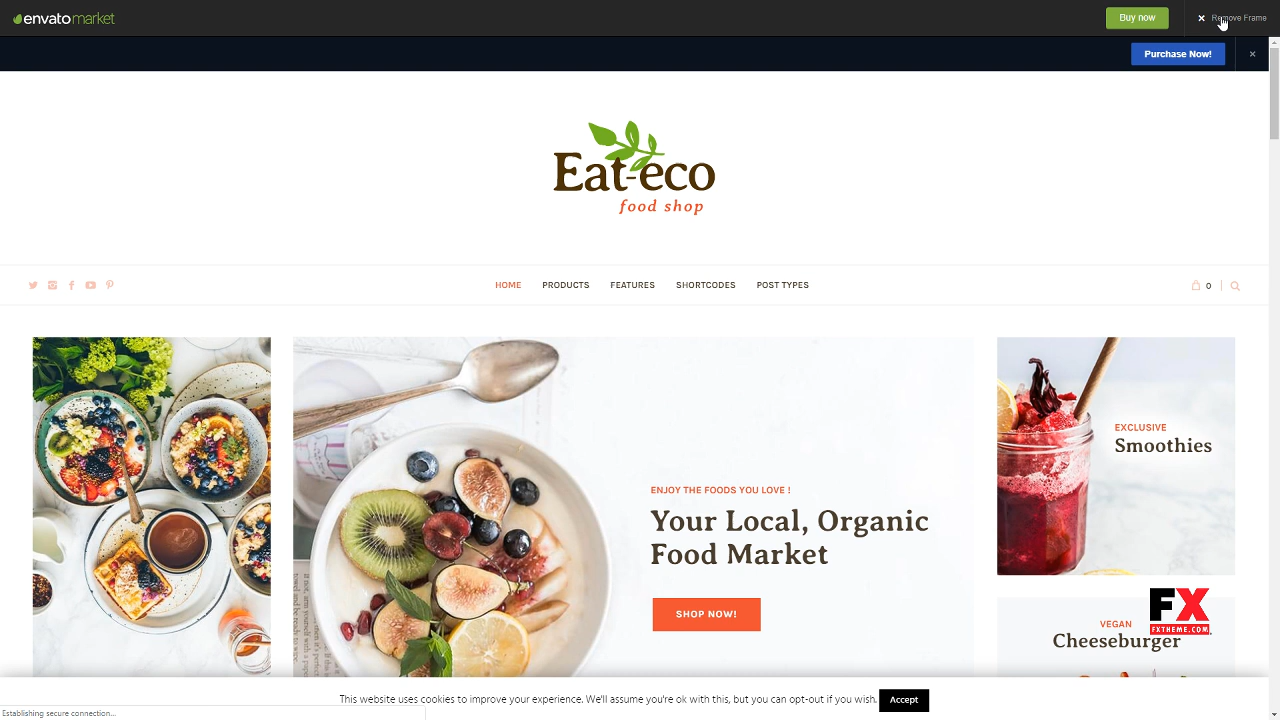 envatomarket
Buy now
× Remove Frame
Purchase Now!
×
Eat-eco
food shop
HOME
PRODUCTS
FEATURES
SHORTCODES
POST TYPES
0
ENJOY THE FOODS YOU LOVE !
Your Local, Organic
Food Market
SHOP NOW!
EXCLUSIVE
Smoothies
VEGAN
Cheeseburger
FX
FXTHEME.COM
This website uses cookies to improve your experience. We'll assume you're ok with this, but you can opt-out if you wish.
Accept
Establishing secure connection...